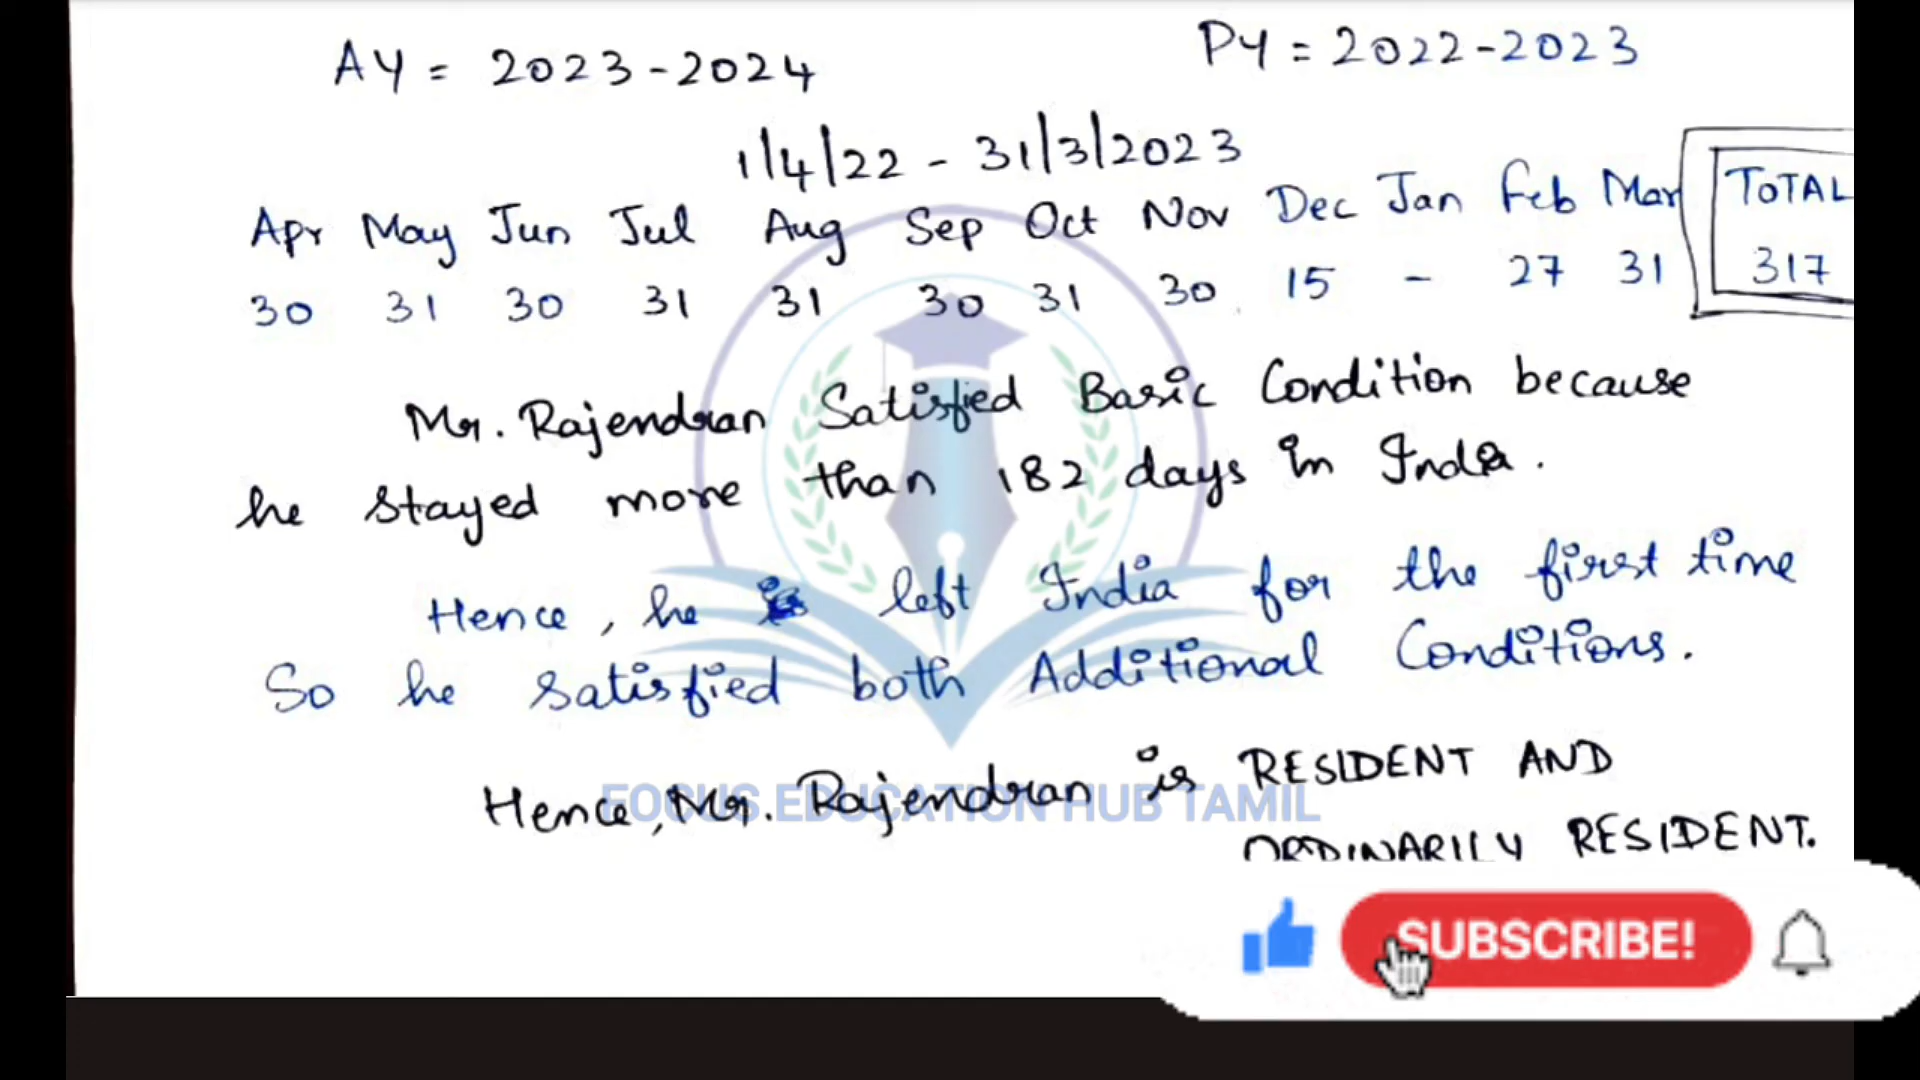 AY = 2023-2024
PY = 2022-2023
1/4/22 - 31/3/2023
Apr May Jun Jul Aug Sep Oct Nov Dec Jan Feb Mar TOTAL
30 31 30 31 31 30 31 30 15 - 27 31 317
Mr. Rajendran Satisfied Basic Condition because
he stayed more than 182 days in India.
Hence, he left India for the first time
So he satisfied both Additional Conditions.
Hence, Mr. Rajendran is RESIDENT AND
ORDINARILY RESIDENT.
FOCUS EDUCATION HUB TAMIL
SUBSCRIBE!